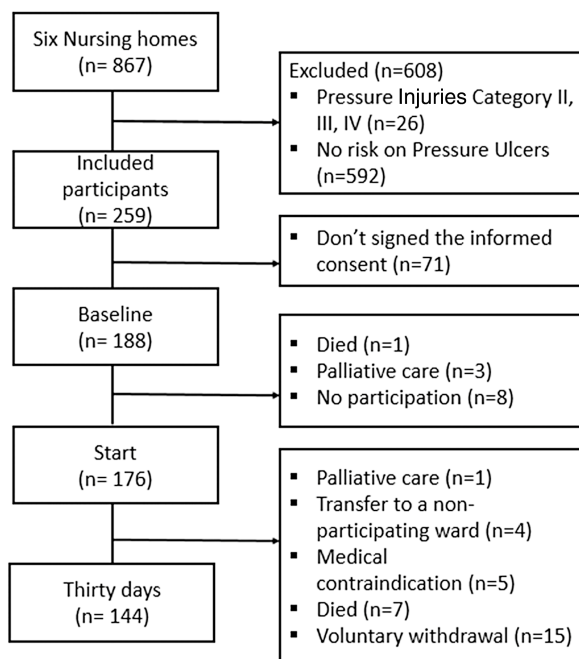 Six Nursing homes
(n= 867)
Excluded (n=608)
▪ Pressure Injuries Category II,
III, IV (n=26)
▪ No risk on Pressure Ulcers
(n=592)
Included
participants
(n= 259)
▪ Don't signed the informed
consent (n=71)
Baseline
(n= 188)
▪ Died (n=1)
▪ Palliative care (n=3)
▪ No participation (n=8)
Start
(n= 176)
▪ Palliative care (n=1)
▪ Transfer to a non-
participating ward (n=4)
▪ Medical
contraindication (n=5)
▪ Died (n=7)
▪ Voluntary withdrawal (n=15)
Thirty days
(n= 144)